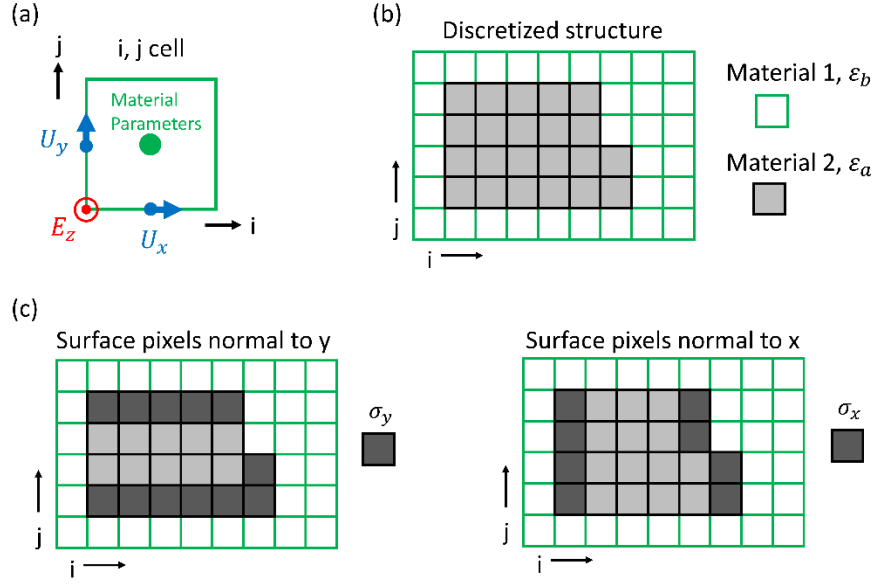 (a)
j
i, j cell
Material
Parameters
U_y
E_z
U_x
i
(b)
Discretized structure
j
i
Material 1, ε_b
Material 2, ε_a
(c)
Surface pixels normal to y
σ_y
j
i
Surface pixels normal to x
σ_x
j
i